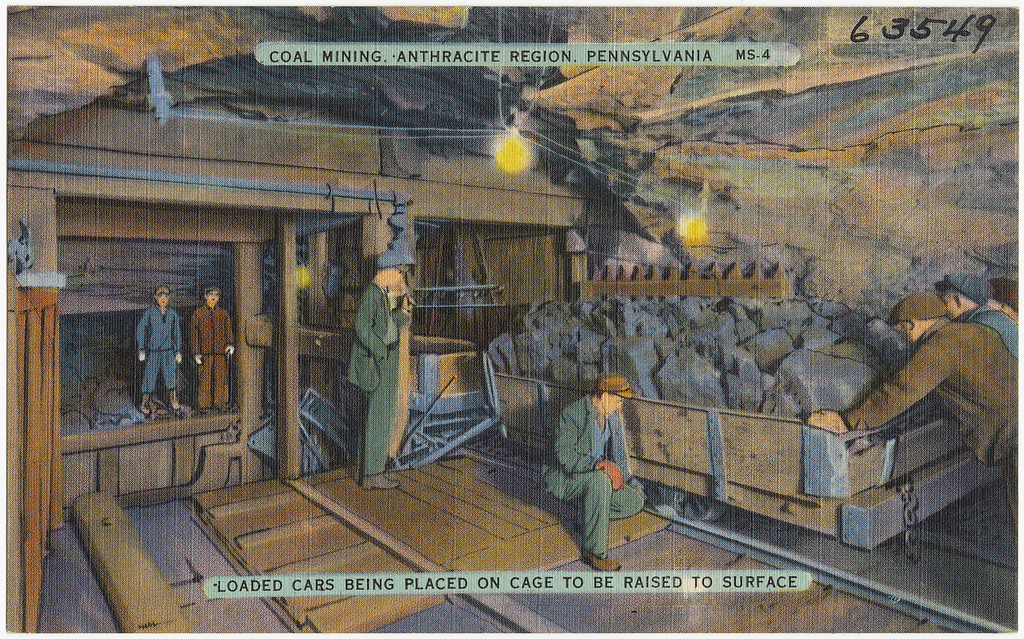 63549
COAL MINING, ANTHRACITE REGION, PENNSYLVANIA MS-4
LOADED CARS BEING PLACED ON CAGE TO BE RAISED TO SURFACE